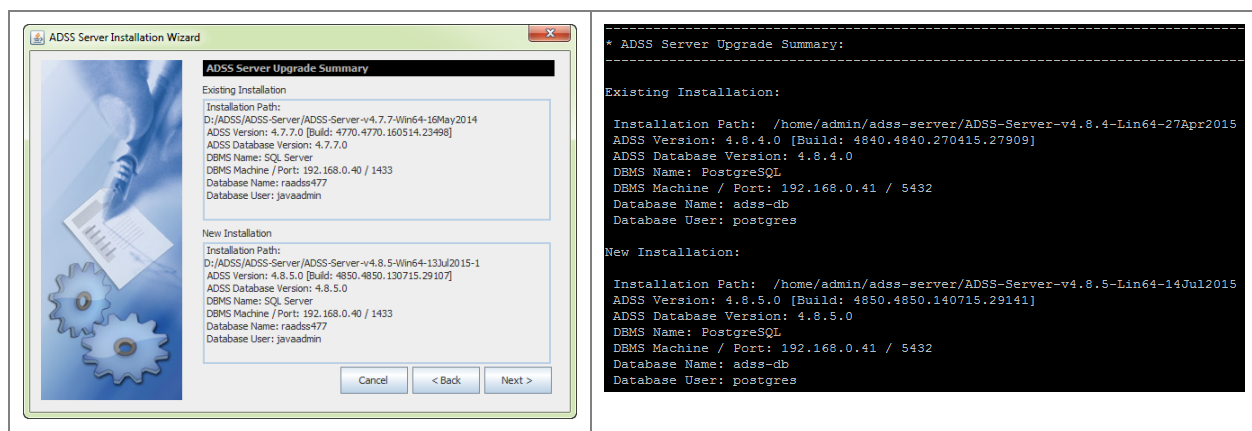 ADSS Server Installation Wizard
ADSS Server Upgrade Summary
Existing Installation
Installation Path:
D:/ADSS/ADSS-Server/ADSS-Server-v4.7.7-Win64-16May2014
ADSS Version: 4.7.7.0 [Build: 4770.4770.160514.23498]
ADSS Database Version: 4.7.7.0
DBMS Name: SQL Server
DBMS Machine / Port: 192.168.0.40 / 1433
Database Name: raadss477
Database User: javaadmin
New Installation
Installation Path:
D:/ADSS/ADSS-Server/ADSS-Server-v4.8.5-Win64-13Jul2015-1
ADSS Version: 4.8.5.0 [Build: 4850.4850.130715.29107]
ADSS Database Version: 4.8.5.0
DBMS Name: SQL Server
DBMS Machine / Port: 192.168.0.40 / 1433
Database Name: raadss477
Database User: javaadmin
Cancel
< Back
Next >
* ADSS Server Upgrade Summary:
Existing Installation:
Installation Path:  /home/admin/adss-server/ADSS-Server-v4.8.4-Lin64-27Apr2015
ADSS Version: 4.8.4.0 [Build: 4840.4840.270415.27909]
ADSS Database Version: 4.8.4.0
DBMS Name: PostgreSQL
DBMS Machine / Port: 192.168.0.41 / 5432
Database Name: adss-db
Database User: postgres
New Installation:
Installation Path:  /home/admin/adss-server/ADSS-Server-v4.8.5-Lin64-14Jul2015
ADSS Version: 4.8.5.0 [Build: 4850.4850.140715.29141]
ADSS Database Version: 4.8.5.0
DBMS Name: PostgreSQL
DBMS Machine / Port: 192.168.0.41 / 5432
Database Name: adss-db
Database User: postgres